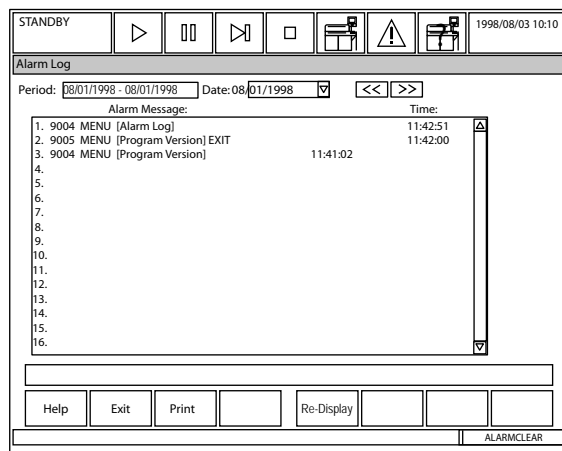 STANDBY
1998/08/03 10:10
Alarm Log
Period: 08/01/1998 - 08/01/1998 Date: 08/01/1998 << >>
Alarm Message: Time:
1. 9004 MENU [Alarm Log] 11:42:51
2. 9005 MENU [Program Version] EXIT 11:42:00
3. 9004 MENU [Program Version] 11:41:02
4.
5.
6.
7.
8.
9.
10.
11.
12.
13.
14.
15.
16.
Help Exit Print Re-Display
ALARMCLEAR